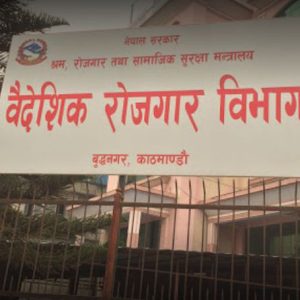 नेपाल सरकार
श्रम, रोजगार तथा सामाजिक सुरक्षा मन्त्रालय
वैदेशिक रोजगार विभाग
बुद्धनगर, काठमाण्डौ